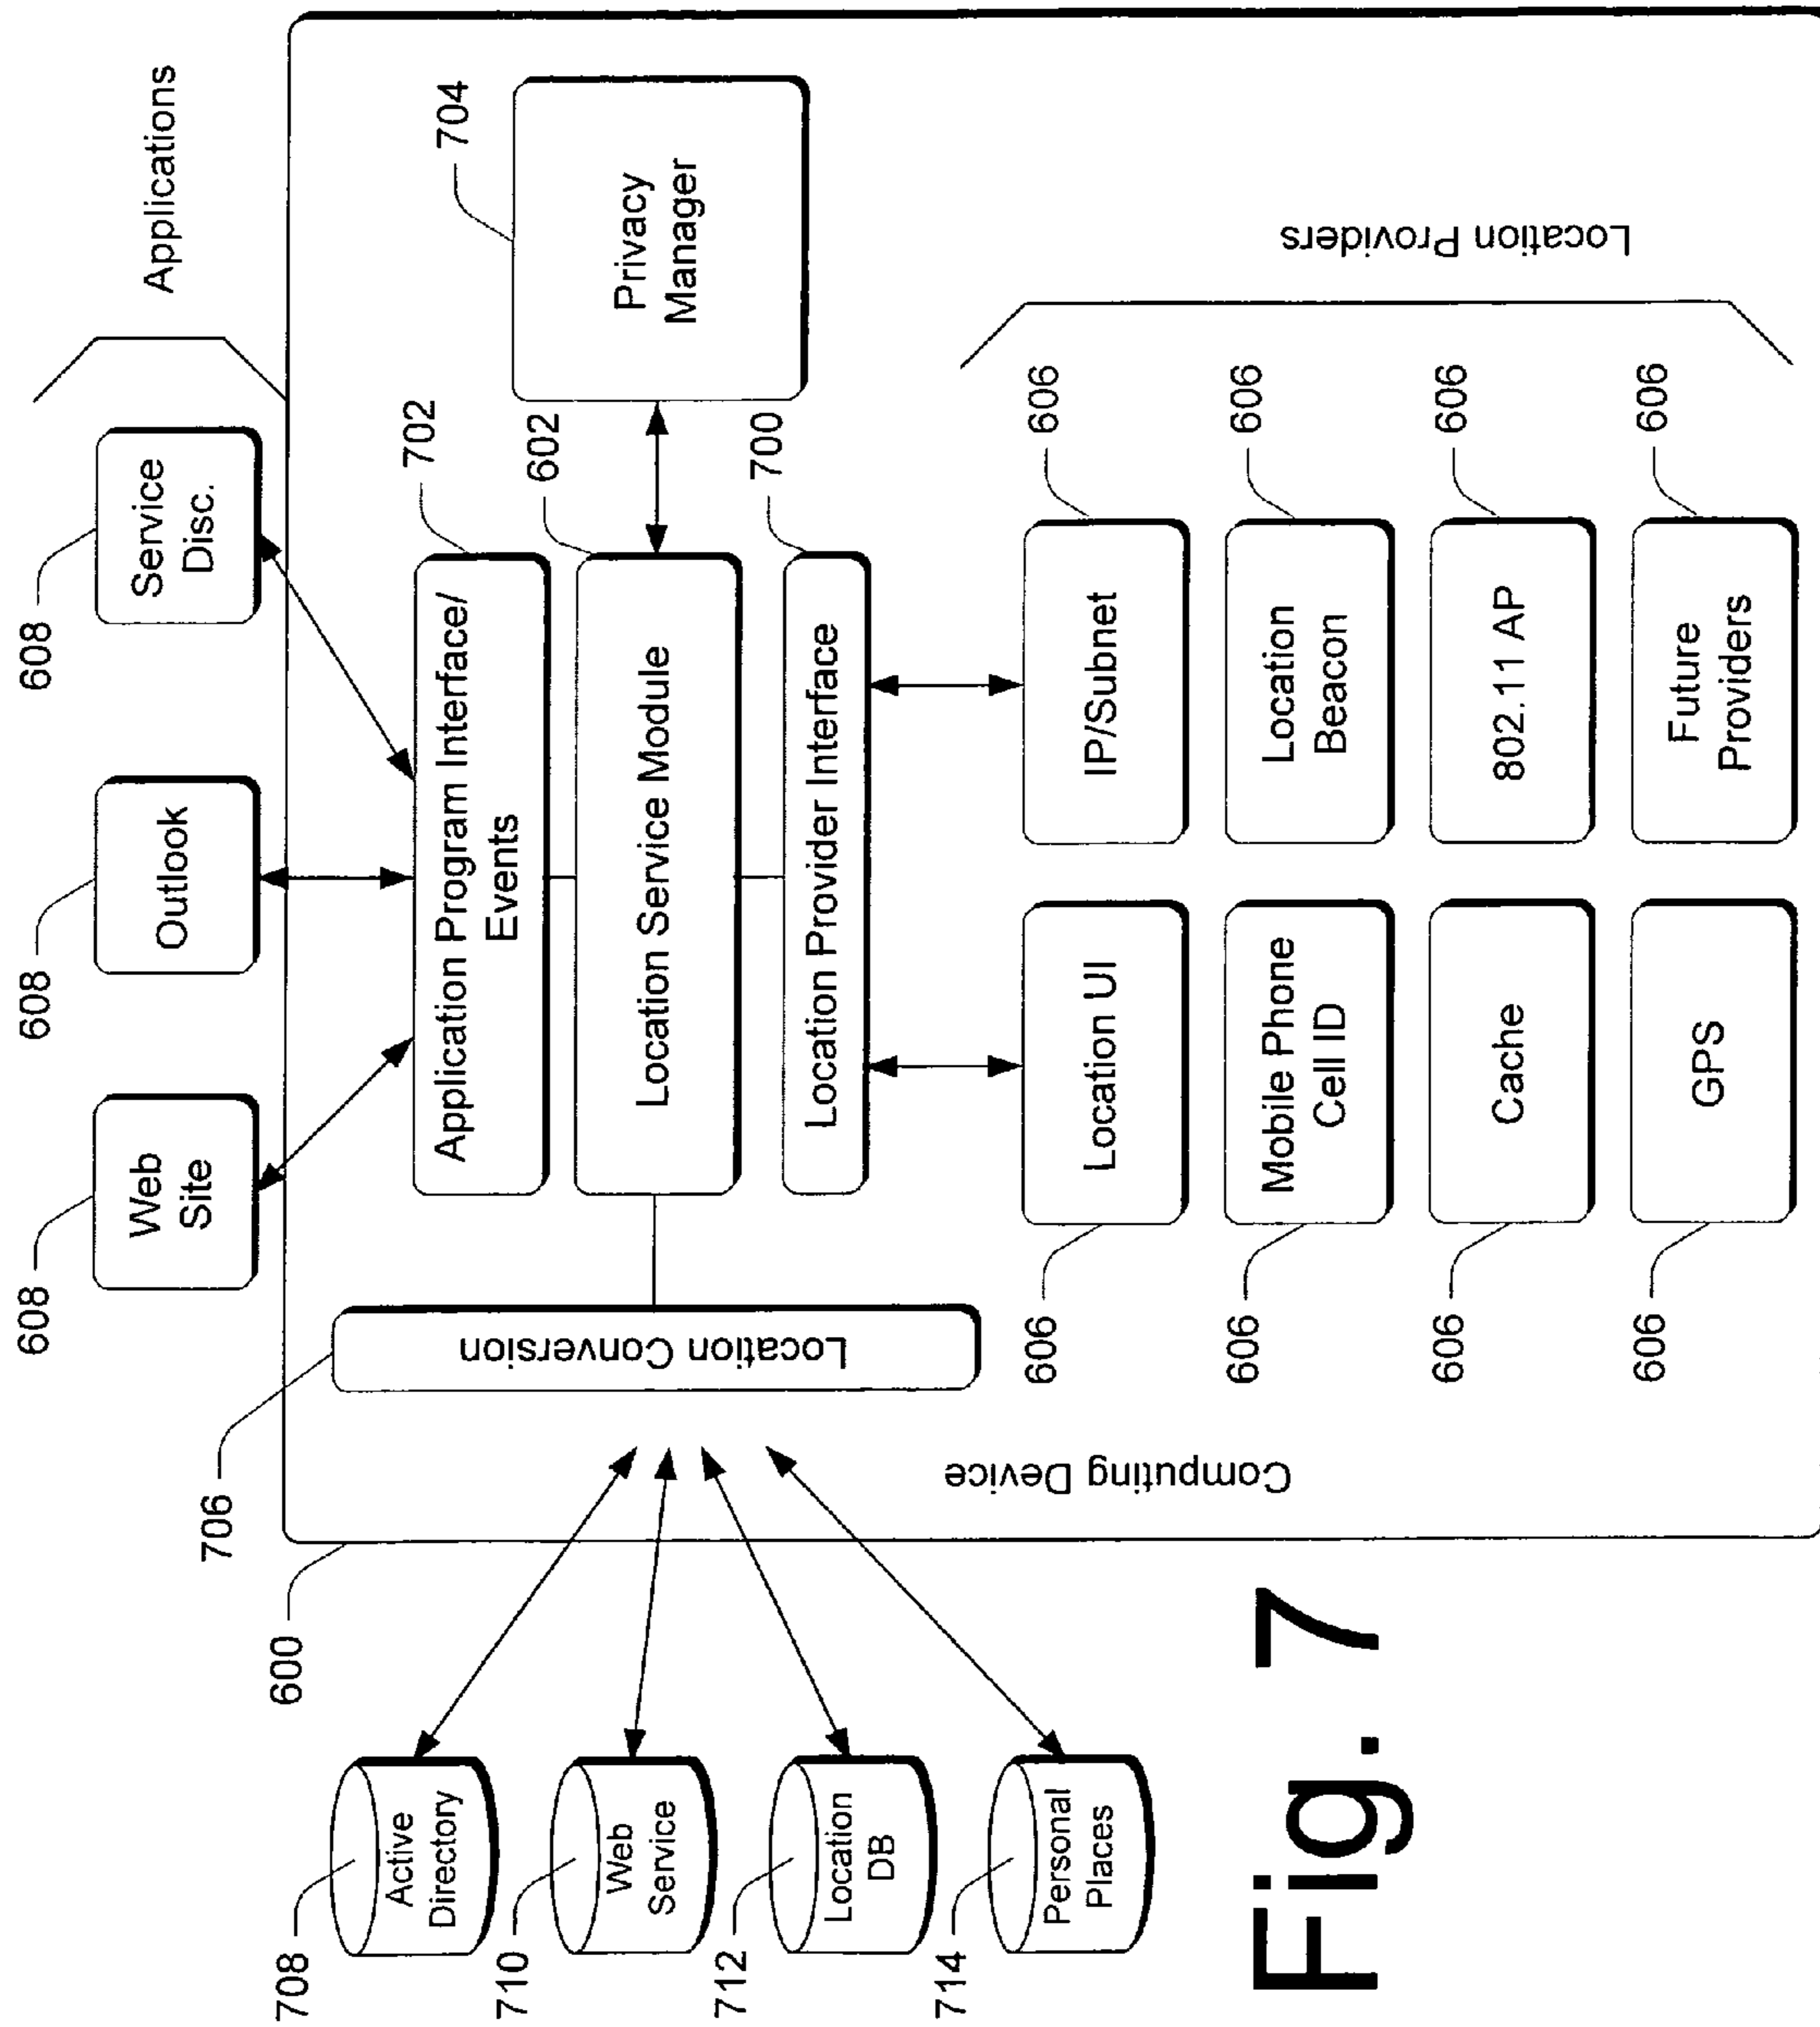 Applications
608
608
608
Web
Site
Outlook
Service
Disc.
706
600
702
Application Program Interface/
Events
602
Location Service Module
700
Location Provider Interface
704
Privacy
Manager
Location Conversion
Computing Device
708
Active
Directory
710
Web
Service
712
Location
DB
714
Personal
Places
606
Location UI
IP/Subnet
606
606
Mobile Phone
Cell ID
Location
Beacon
606
606
Cache
802.11 AP
606
606
GPS
Future
Providers
606
Location Providers
Fig. 7